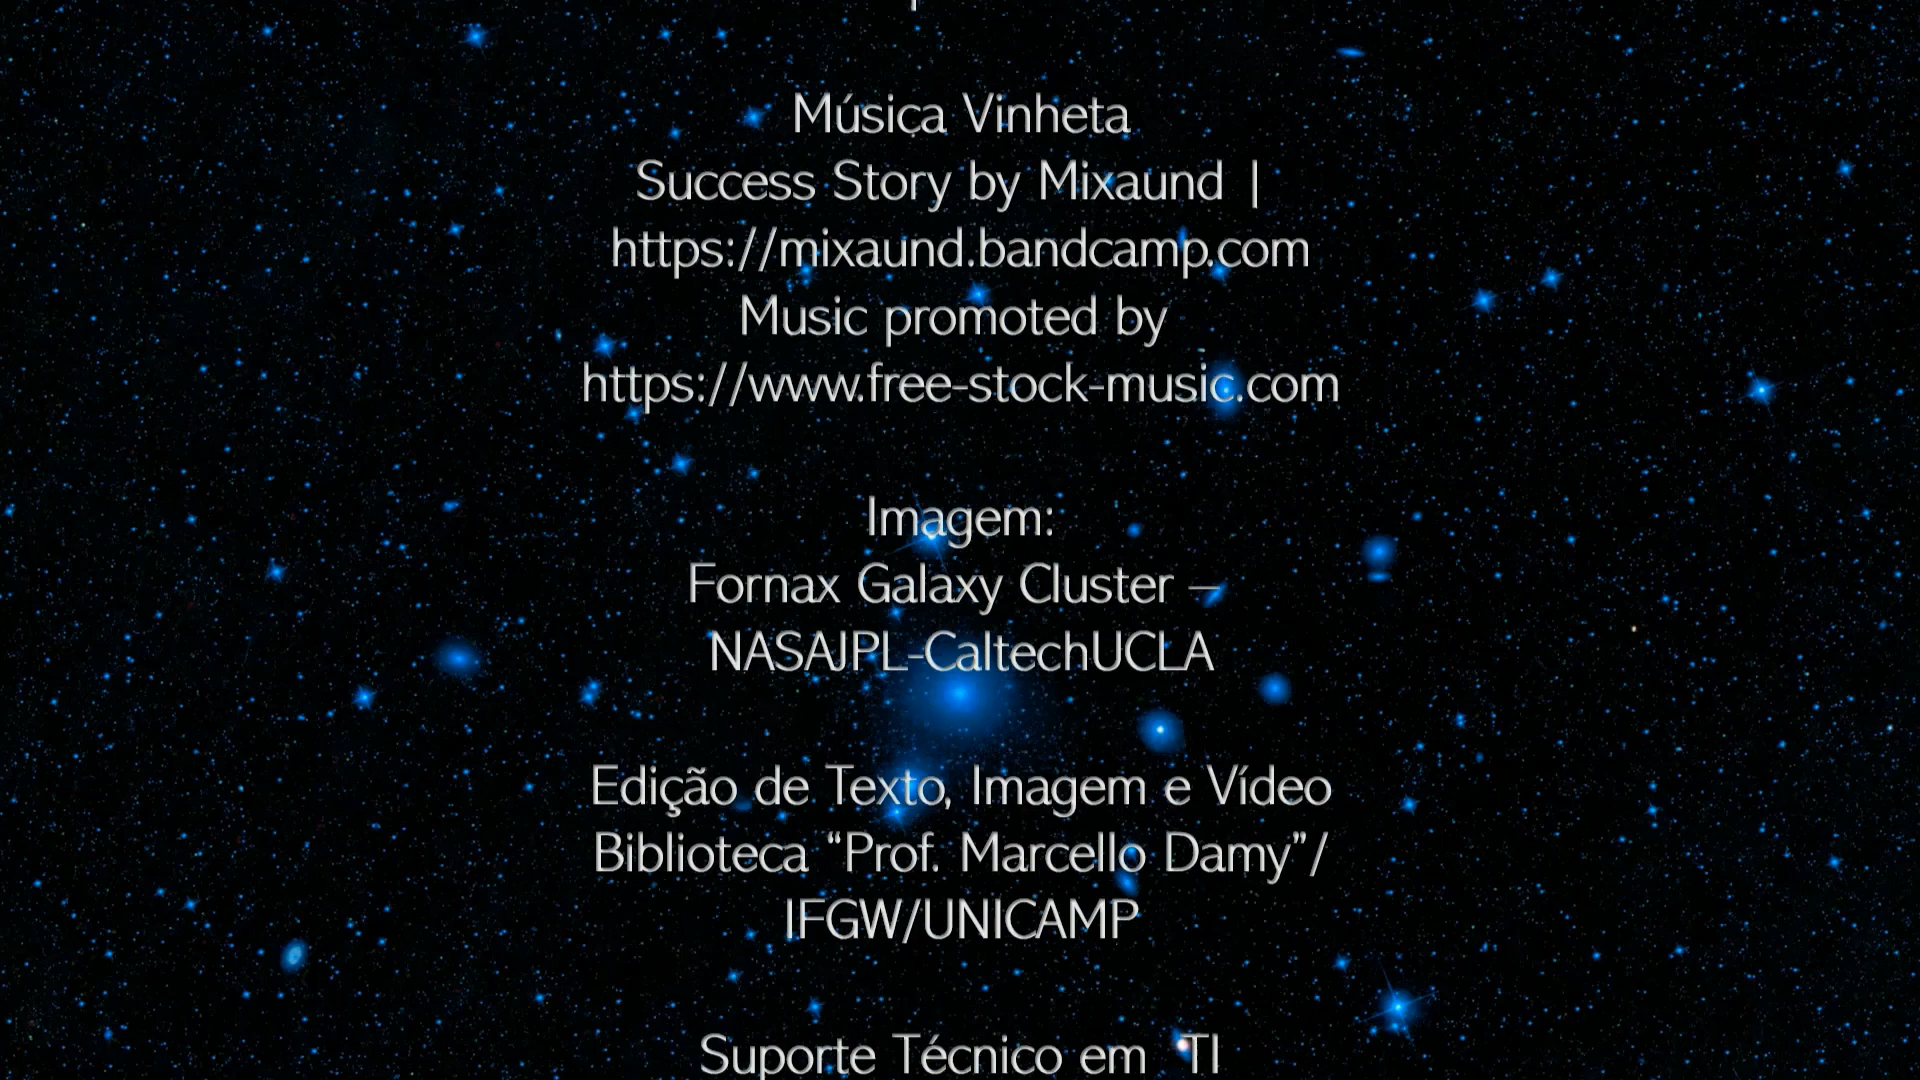 Música Vinheta
Success Story by Mixaund |
https://mixaund.bandcamp.com
Music promoted by
https://www.free-stock-music.com
Imagem:
Fornax Galaxy Cluster –
NASAJPL-CaltechUCLA
Edição de Texto, Imagem e Vídeo
Biblioteca “Prof. Marcello Damy”/
IFGW/UNICAMP
Suporte Técnico em TI